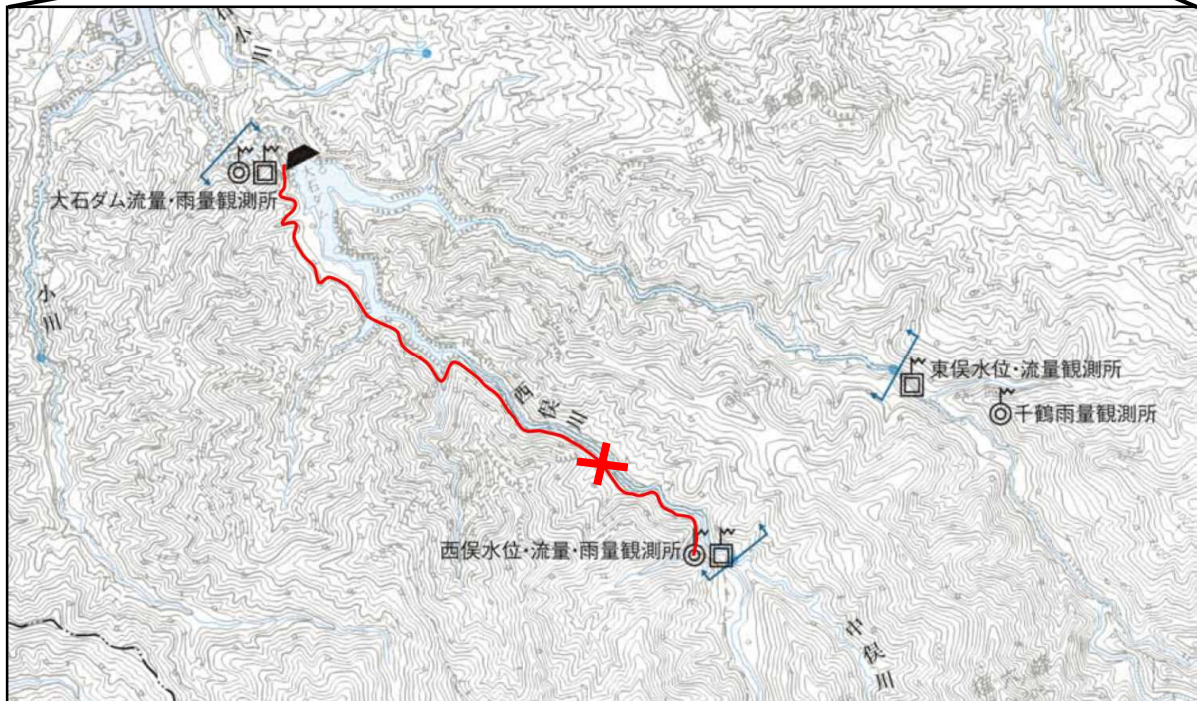 小川
大石ダム流量・雨量観測所
小川
東俣水位・流量観測所
千鶴雨量観測所
西俣川
西俣水位・流量・雨量観測所
中俣川